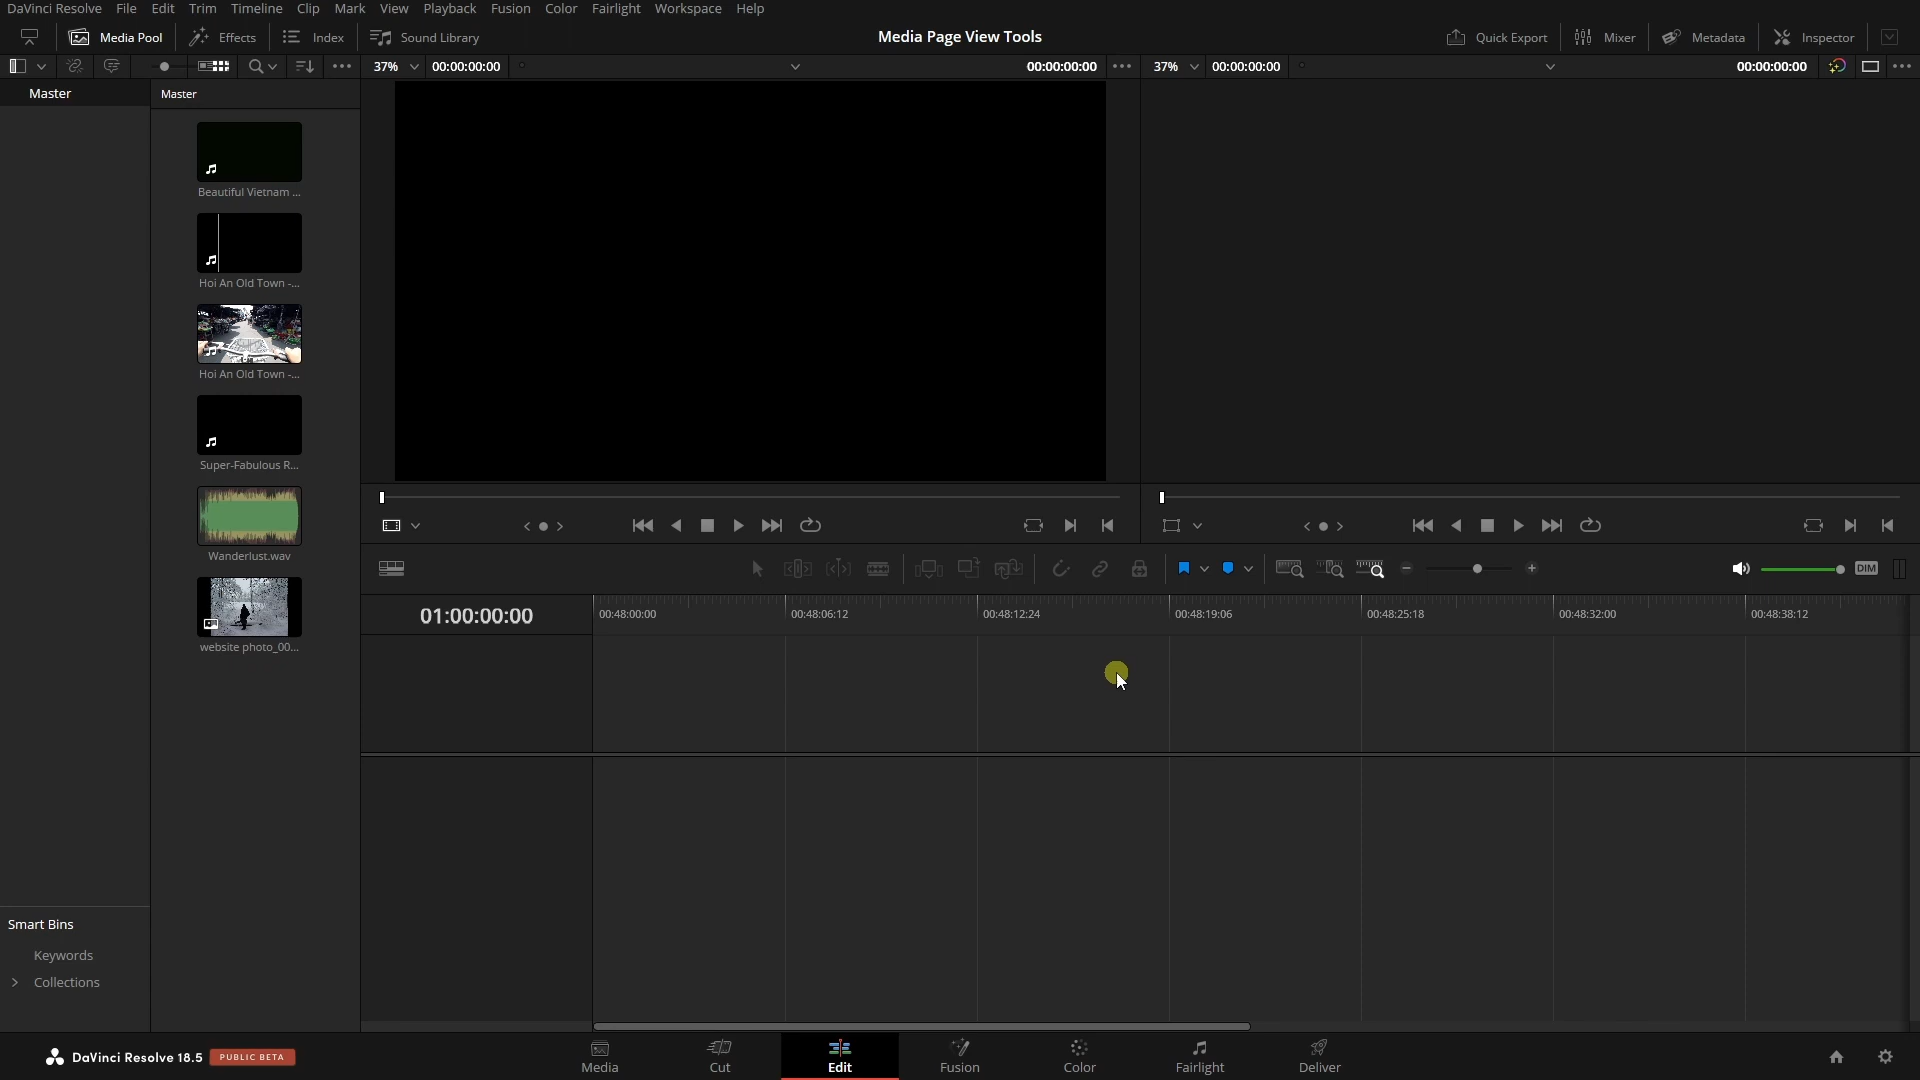 DaVinci Resolve File Edit Trim Timeline Clip Mark View Playback Fusion Color Fairlight Workspace Help
Media Pool Effects Index Sound Library Media Page View Tools Quick Export Mixer Metadata Inspector
37% 00:00:00:00 00:00:00:00 37% 00:00:00:00 00:00:00:00
Master Master
Beautiful Vietnam ...
Hoi An Old Town -...
Hoi An Old Town -...
Super-Fabulous R...
Wanderlust.wav
website photo_00...
DIM
01:00:00:00 00:48:00:00 00:48:06:12 00:48:12:24 00:48:19:06 00:48:25:18 00:48:32:00 00:48:38:12
Smart Bins
Keywords
Collections
DaVinci Resolve 18.5 PUBLIC BETA
Media Cut Edit Fusion Color Fairlight Deliver